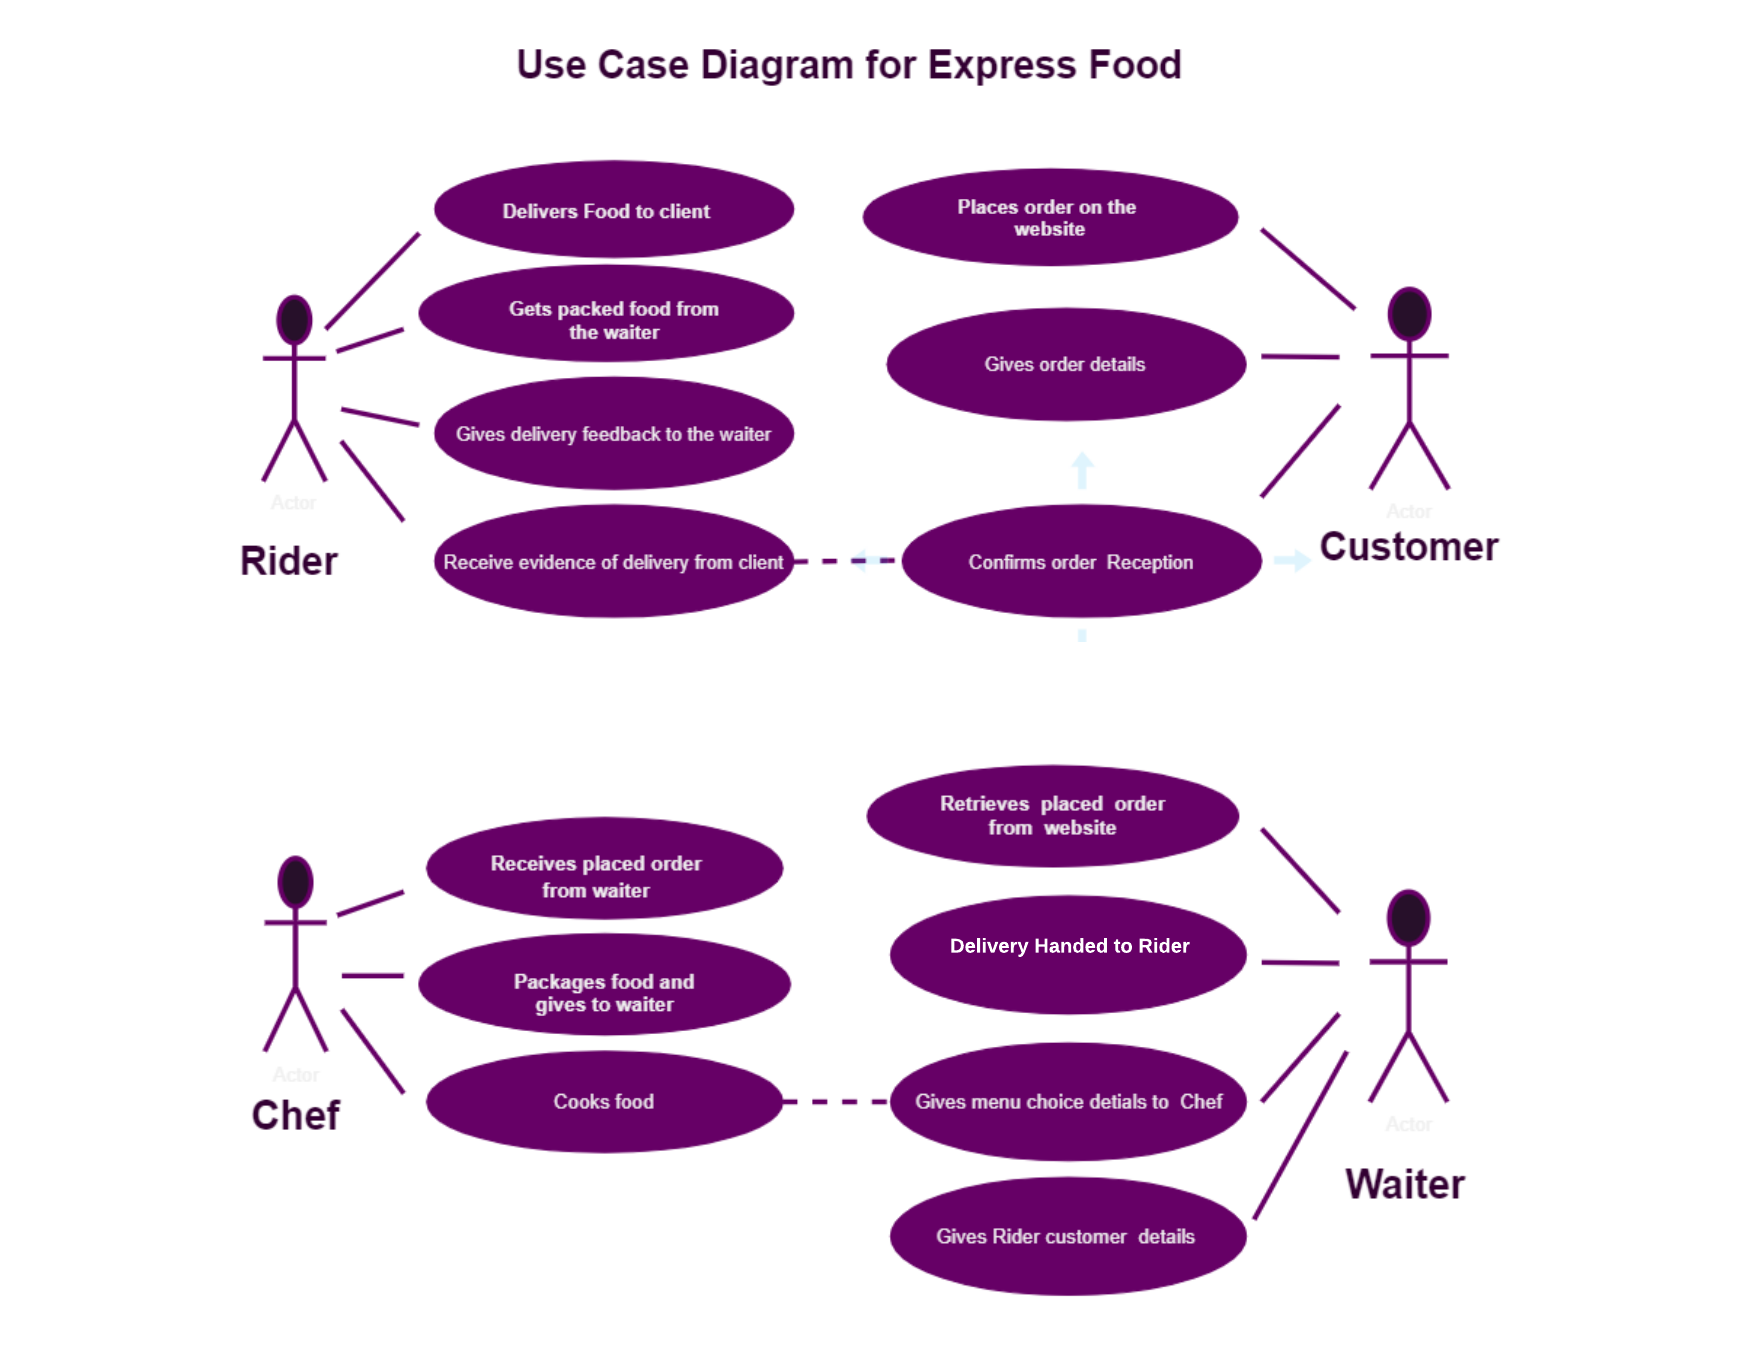 Use Case Diagram for Express Food
Delivers Food to client
Gets packed food from
the waiter
Gives delivery feedback to the waiter
Receive evidence of delivery from client
Actor
Rider
Places order on the
website
Gives order details
Confirms order  Reception
Actor
Customer
Receives placed order
from waiter
Packages food and
gives to waiter
Cooks food
Actor
Chef
Retrieves  placed  order
from  website
Delivery Handed to Rider
Gives menu choice detials to  Chef
Gives Rider customer  details
Actor
Waiter